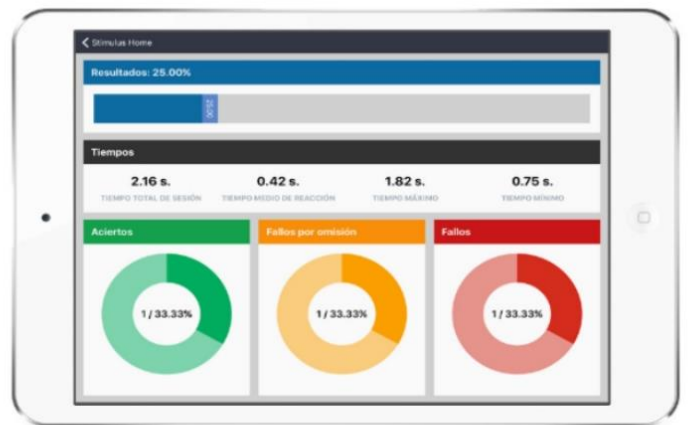 Stimulus Home
Resultados: 25.00%
25.00
Tiempos
2.16 s. 0.42 s. 1.82 s. 0.75 s.
TIEMPO TOTAL DE SESIÓN TIEMPO MEDIO DE REACCIÓN TIEMPO MÁXIMO TIEMPO MÍNIMO
Aciertos Fallos por omisión Fallos
1 / 33.33% 1 / 33.33% 1 / 33.33%